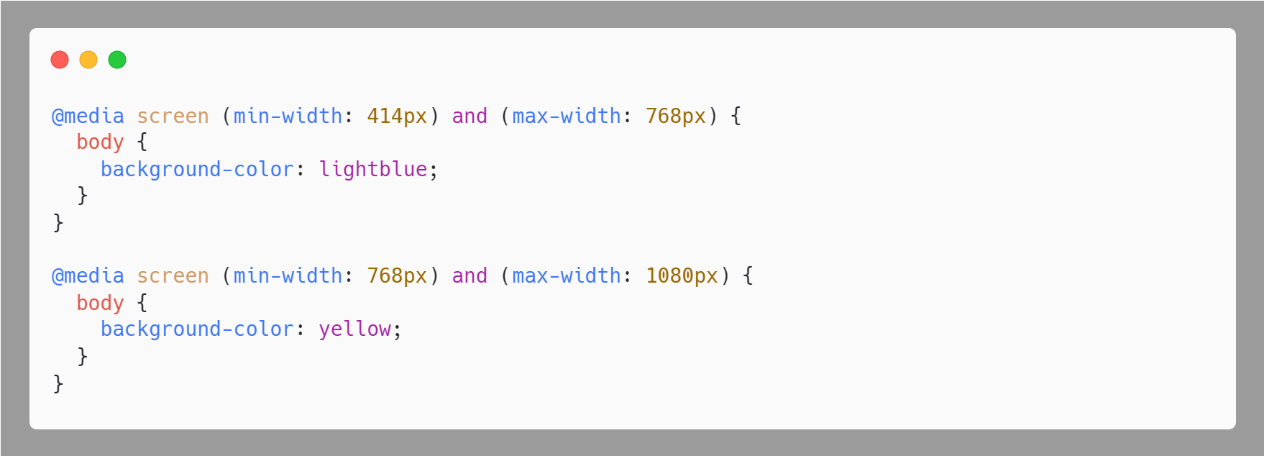 @media screen (min-width: 414px) and (max-width: 768px) {
  body {
    background-color: lightblue;
  }
}

@media screen (min-width: 768px) and (max-width: 1080px) {
  body {
    background-color: yellow;
  }
}